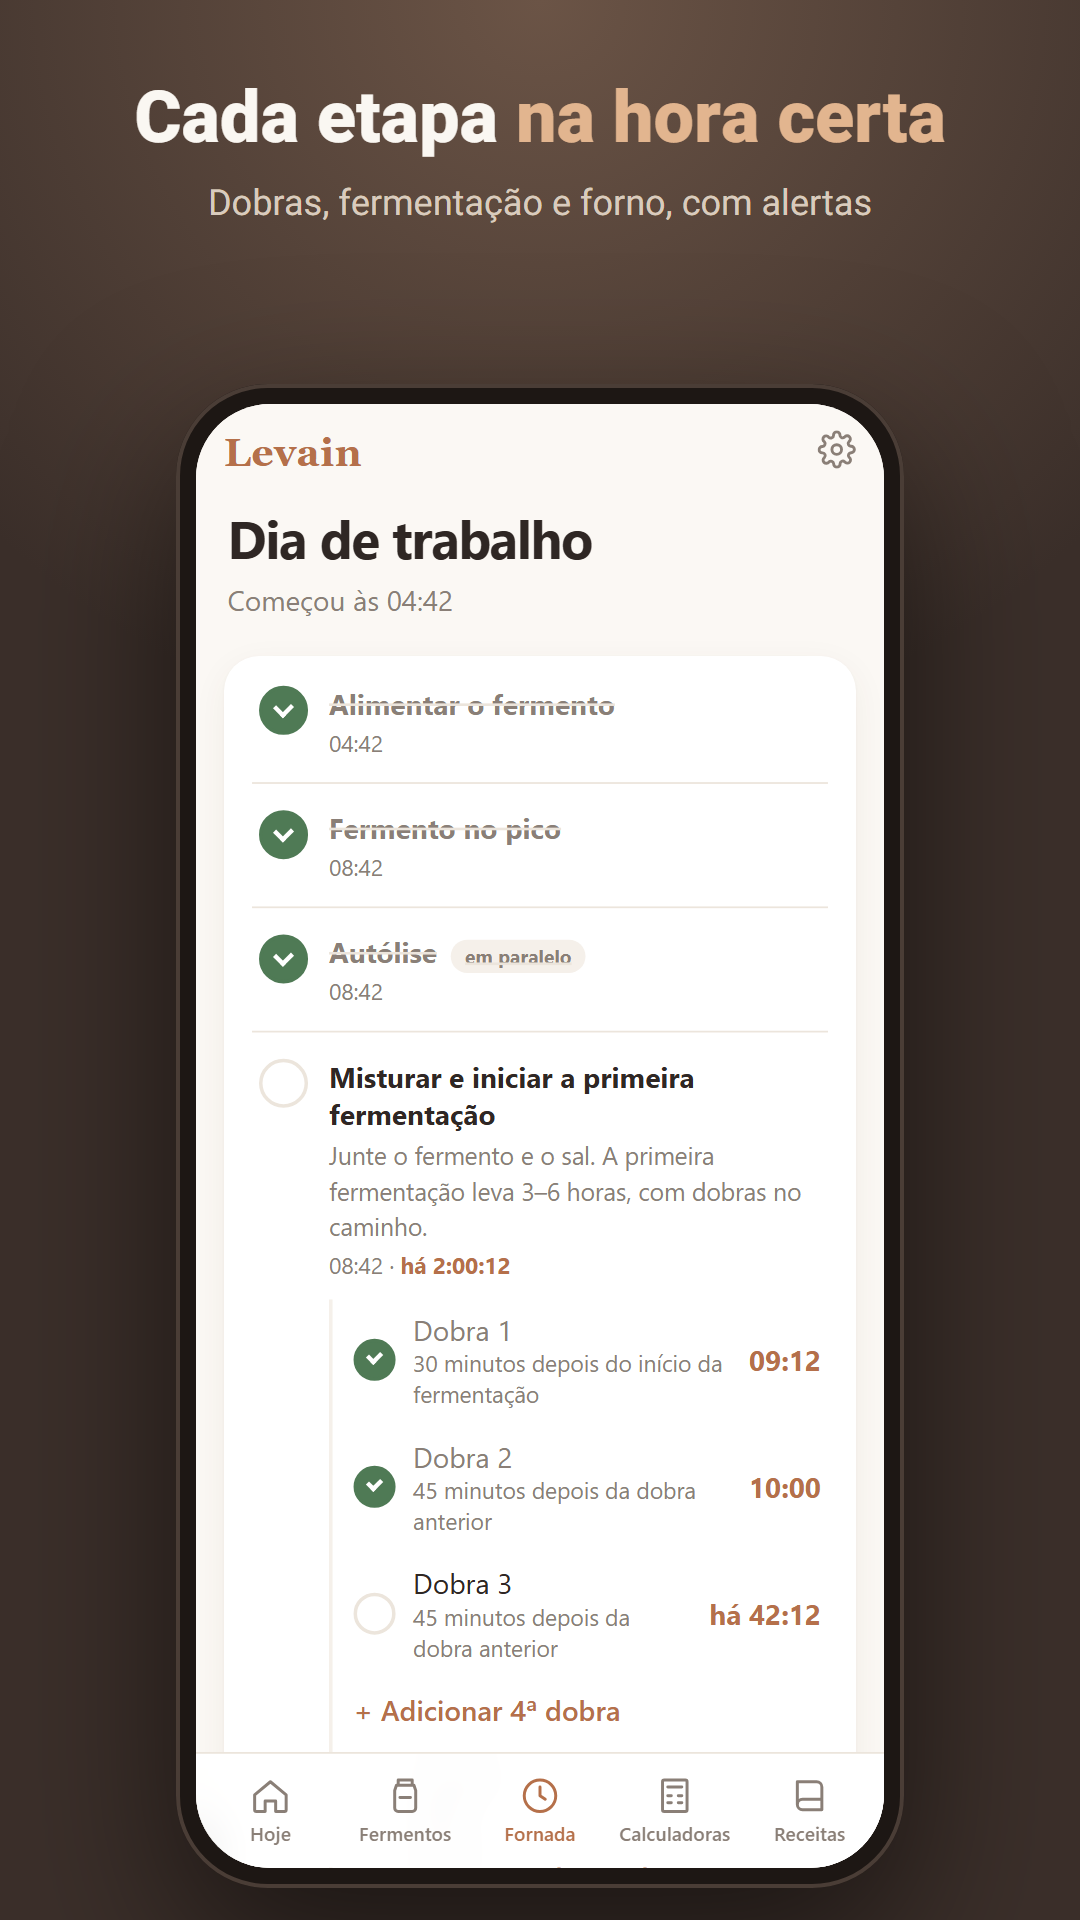 Cada etapa na hora certa
Dobras, fermentação e forno, com alertas
Levain
Dia de trabalho
Começou às 04:42
Alimentar o fermento
04:42
Fermento no pico
08:42
Autólise em paralelo
08:42
Misturar e iniciar a primeira
fermentação
Junte o fermento e o sal. A primeira
fermentação leva 3–6 horas, com dobras no
caminho.
08:42 · há 2:00:12
Dobra 1
30 minutos depois do início da
fermentação
09:12
Dobra 2
45 minutos depois da dobra
anterior
10:00
Dobra 3
45 minutos depois da
dobra anterior
há 42:12
+ Adicionar 4ª dobra
Hoje
Fermentos
Fornada
Calculadoras
Receitas